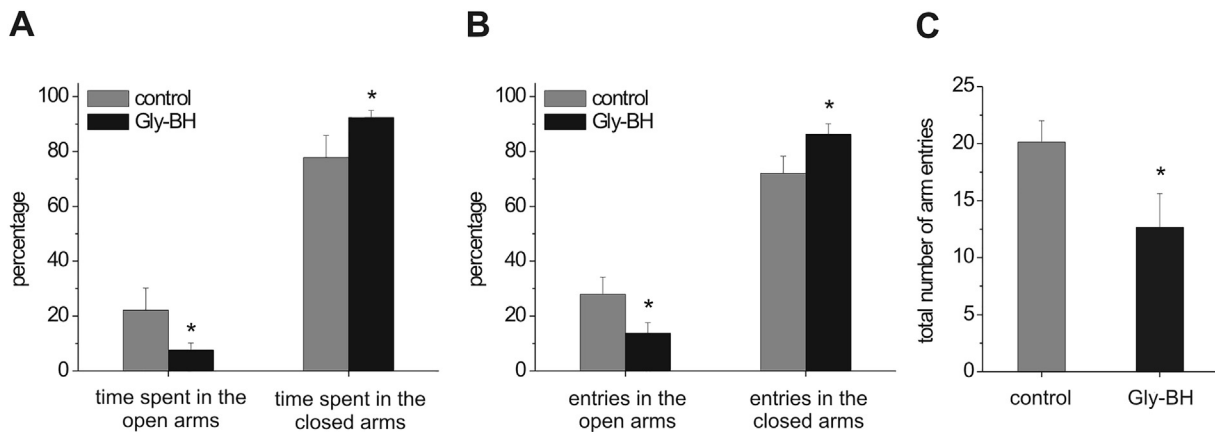 A
B
C
percentage
100
80
60
40
20
0
control
Gly-BH
*
*
time spent in the
open arms
time spent in the
closed arms
percentage
100
80
60
40
20
0
control
Gly-BH
*
*
entries in the
open arms
entries in the
closed arms
total number of arm entries
25
20
15
10
5
0
*
control
Gly-BH